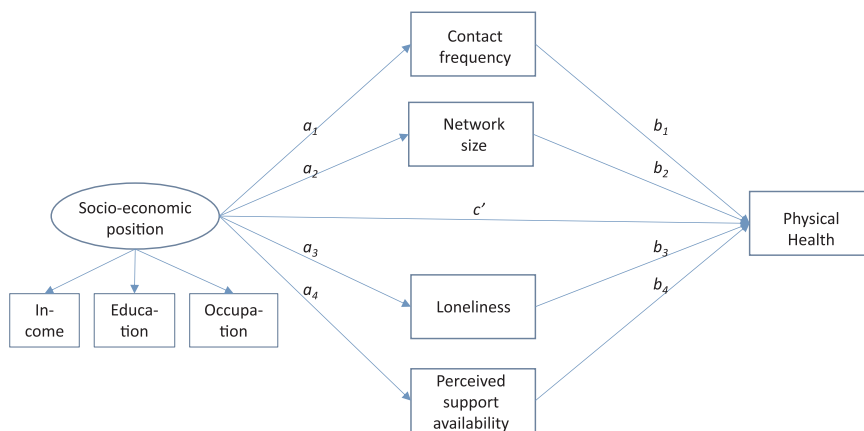 Contact
frequency
a1
b1
Network
size
a2
b2
Socio-economic
position
c’
Physical
Health
a3
b3
a4
b4
In-
come
Educa-
tion
Occupa-
tion
Loneliness
Perceived
support
availability